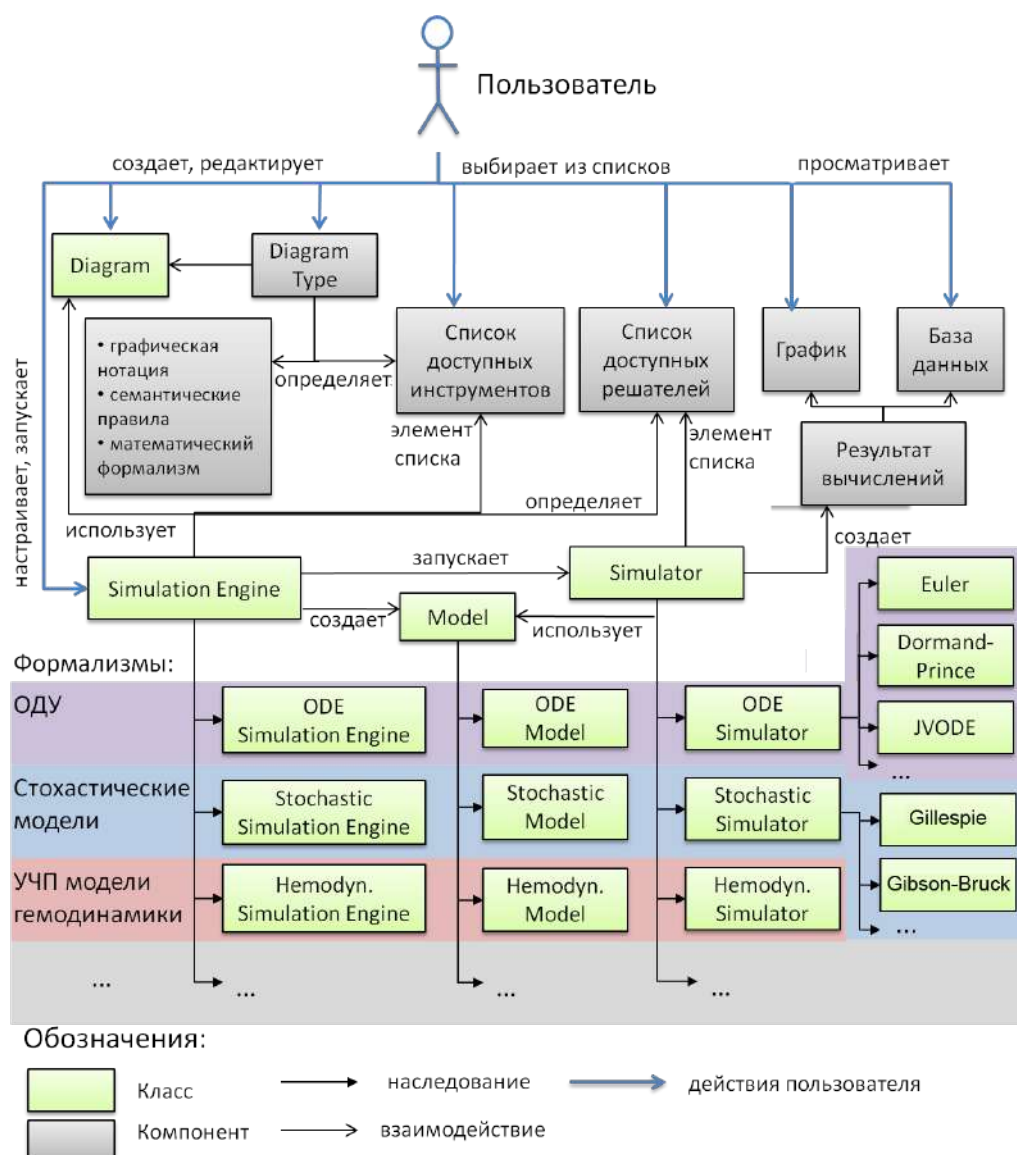 Пользователь
создает, редактирует
выбирает из списков
просматривает
настраивает, запускает
Diagram
Diagram
Type
• графическая
нотация
• семантические
правила
• математический
формализм
определяет
Список
доступных
инструментов
Список
доступных
решателей
График
База
данных
элемент
списка
элемент
списка
Результат
вычислений
использует
определяет
создает
Simulation Engine
запускает
Simulator
создает
Model
использует
Euler
Dormand-
Prince
JVODE
...
Формализмы:
ОДУ
ODE
Simulation Engine
ODE
Model
ODE
Simulator
Стохастические
модели
Stochastic
Simulation Engine
Stochastic
Model
Stochastic
Simulator
Gillespie
Gibson-Bruck
...
УЧП модели
гемодинамики
Hemodyn.
Simulation Engine
Hemodyn.
Model
Hemodyn.
Simulator
...
...
...
...
Обозначения:
Класс
наследование
действия пользователя
Компонент
взаимодействие